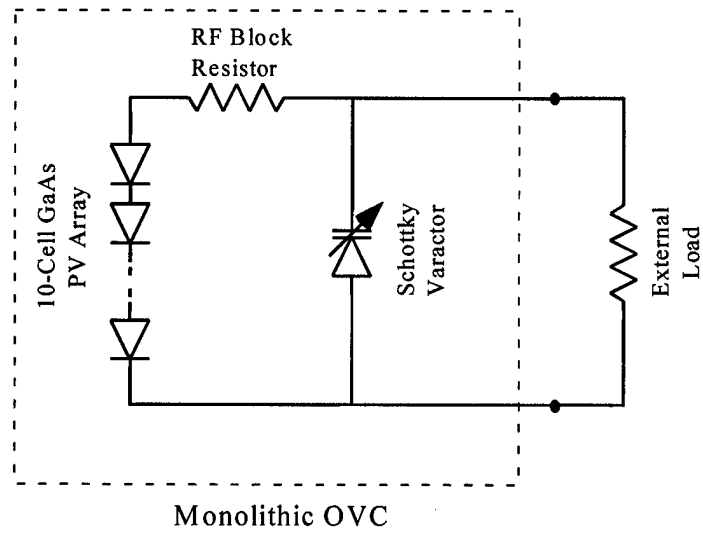 RF Block
Resistor
10-Cell GaAs
PV Array
Schottky
Varactor
External
Load
Monolithic OVC